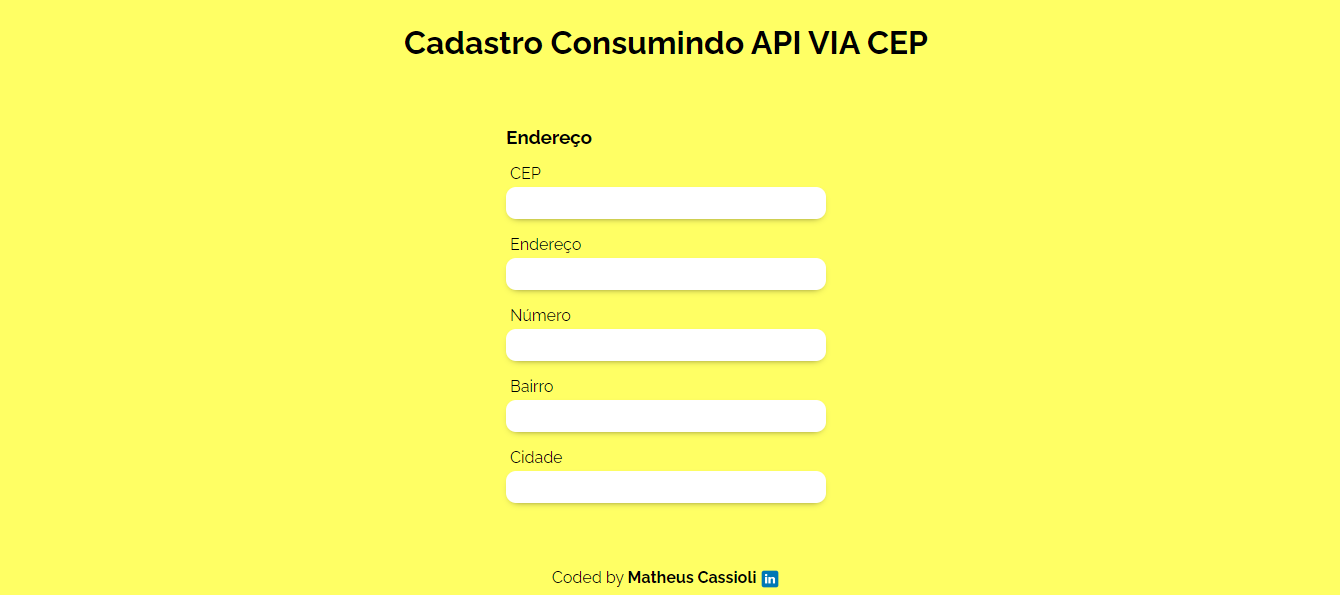 Cadastro Consumindo API VIA CEP
Endereço
CEP
Endereço
Número
Bairro
Cidade
Coded by Matheus Cassioli in